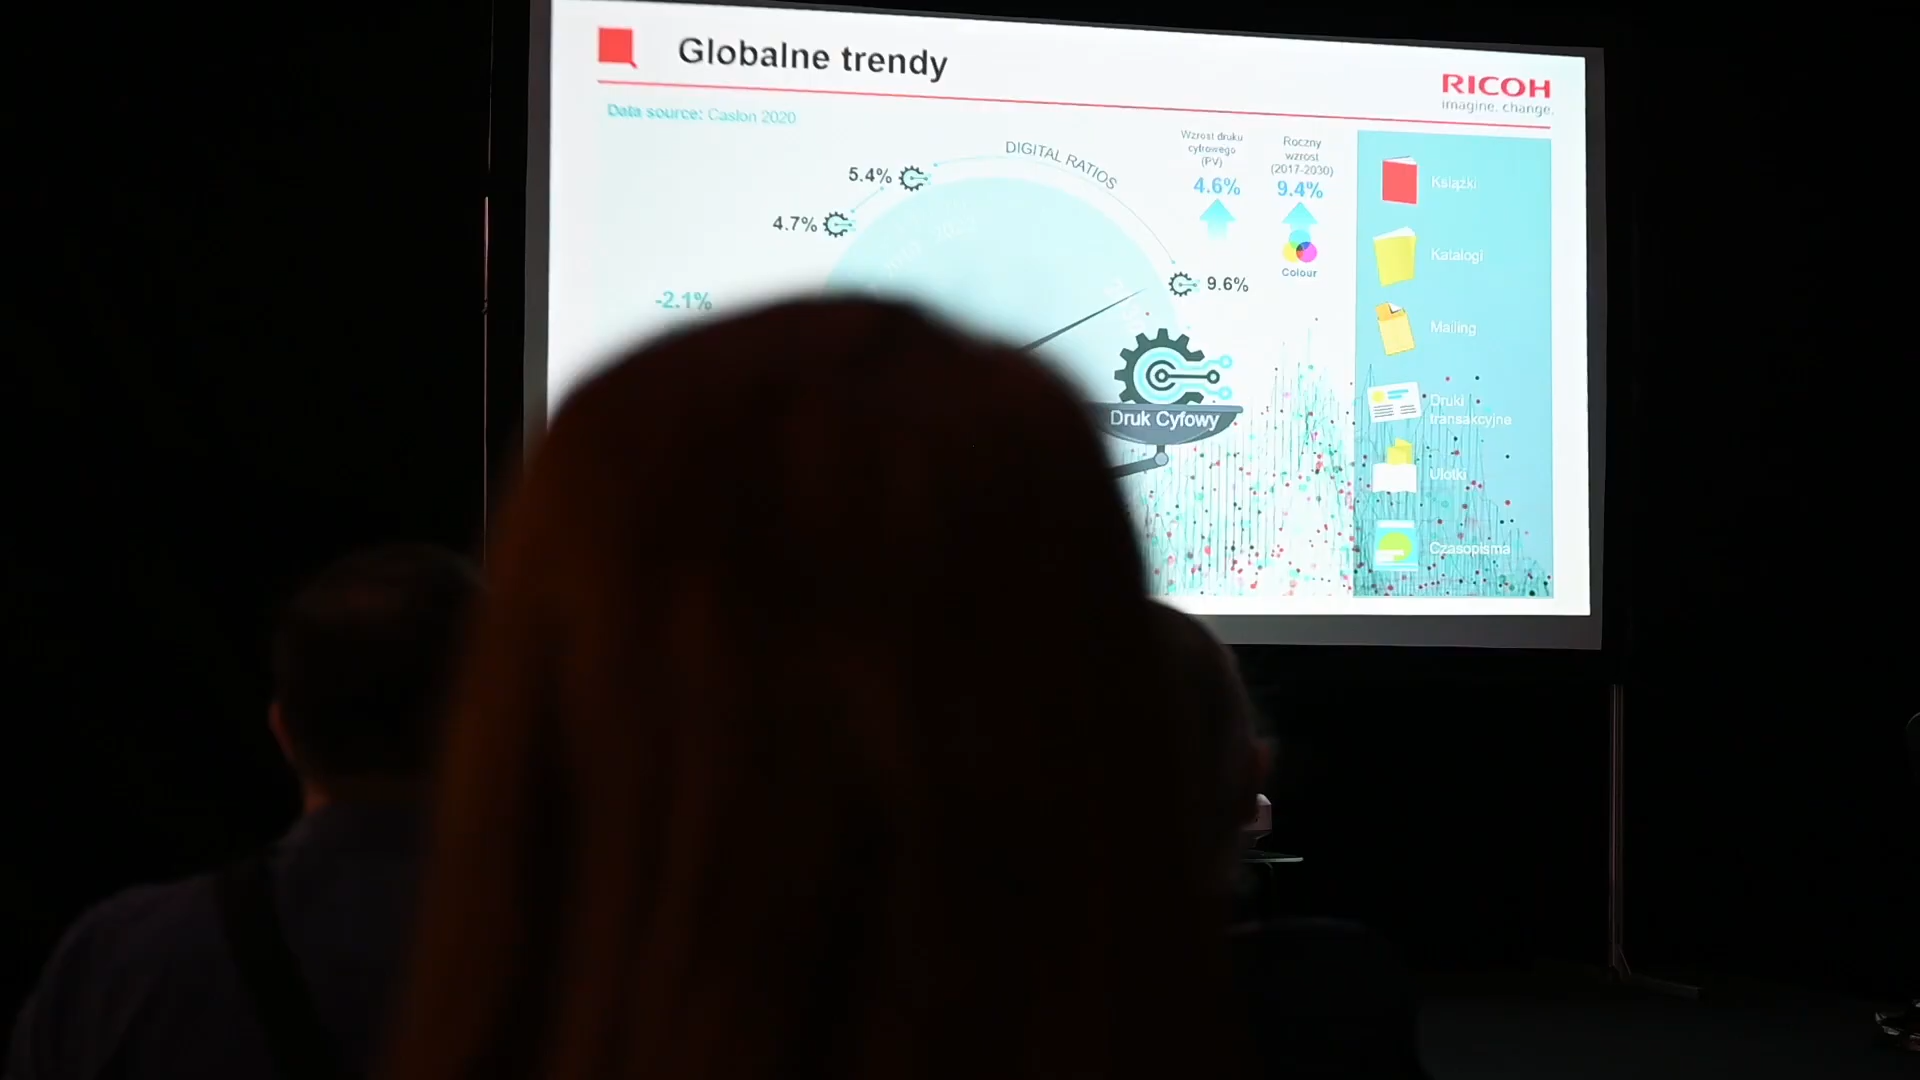 Globalne trendy
RICOH
imagine. change.
Data source: Caslon 2020
DIGITAL RATIOS
5.4%
4.7%
-2.1%
9.6%
Wzrost druku
cyfrowego
(PV)
4.6%
Roczny
wzrost
(2017-2030)
9.4%
Colour
Druk Cyfowy
Książki
Katalogi
Mailing
Druki
transakcyjne
Ulotki
Czasopisma
2022